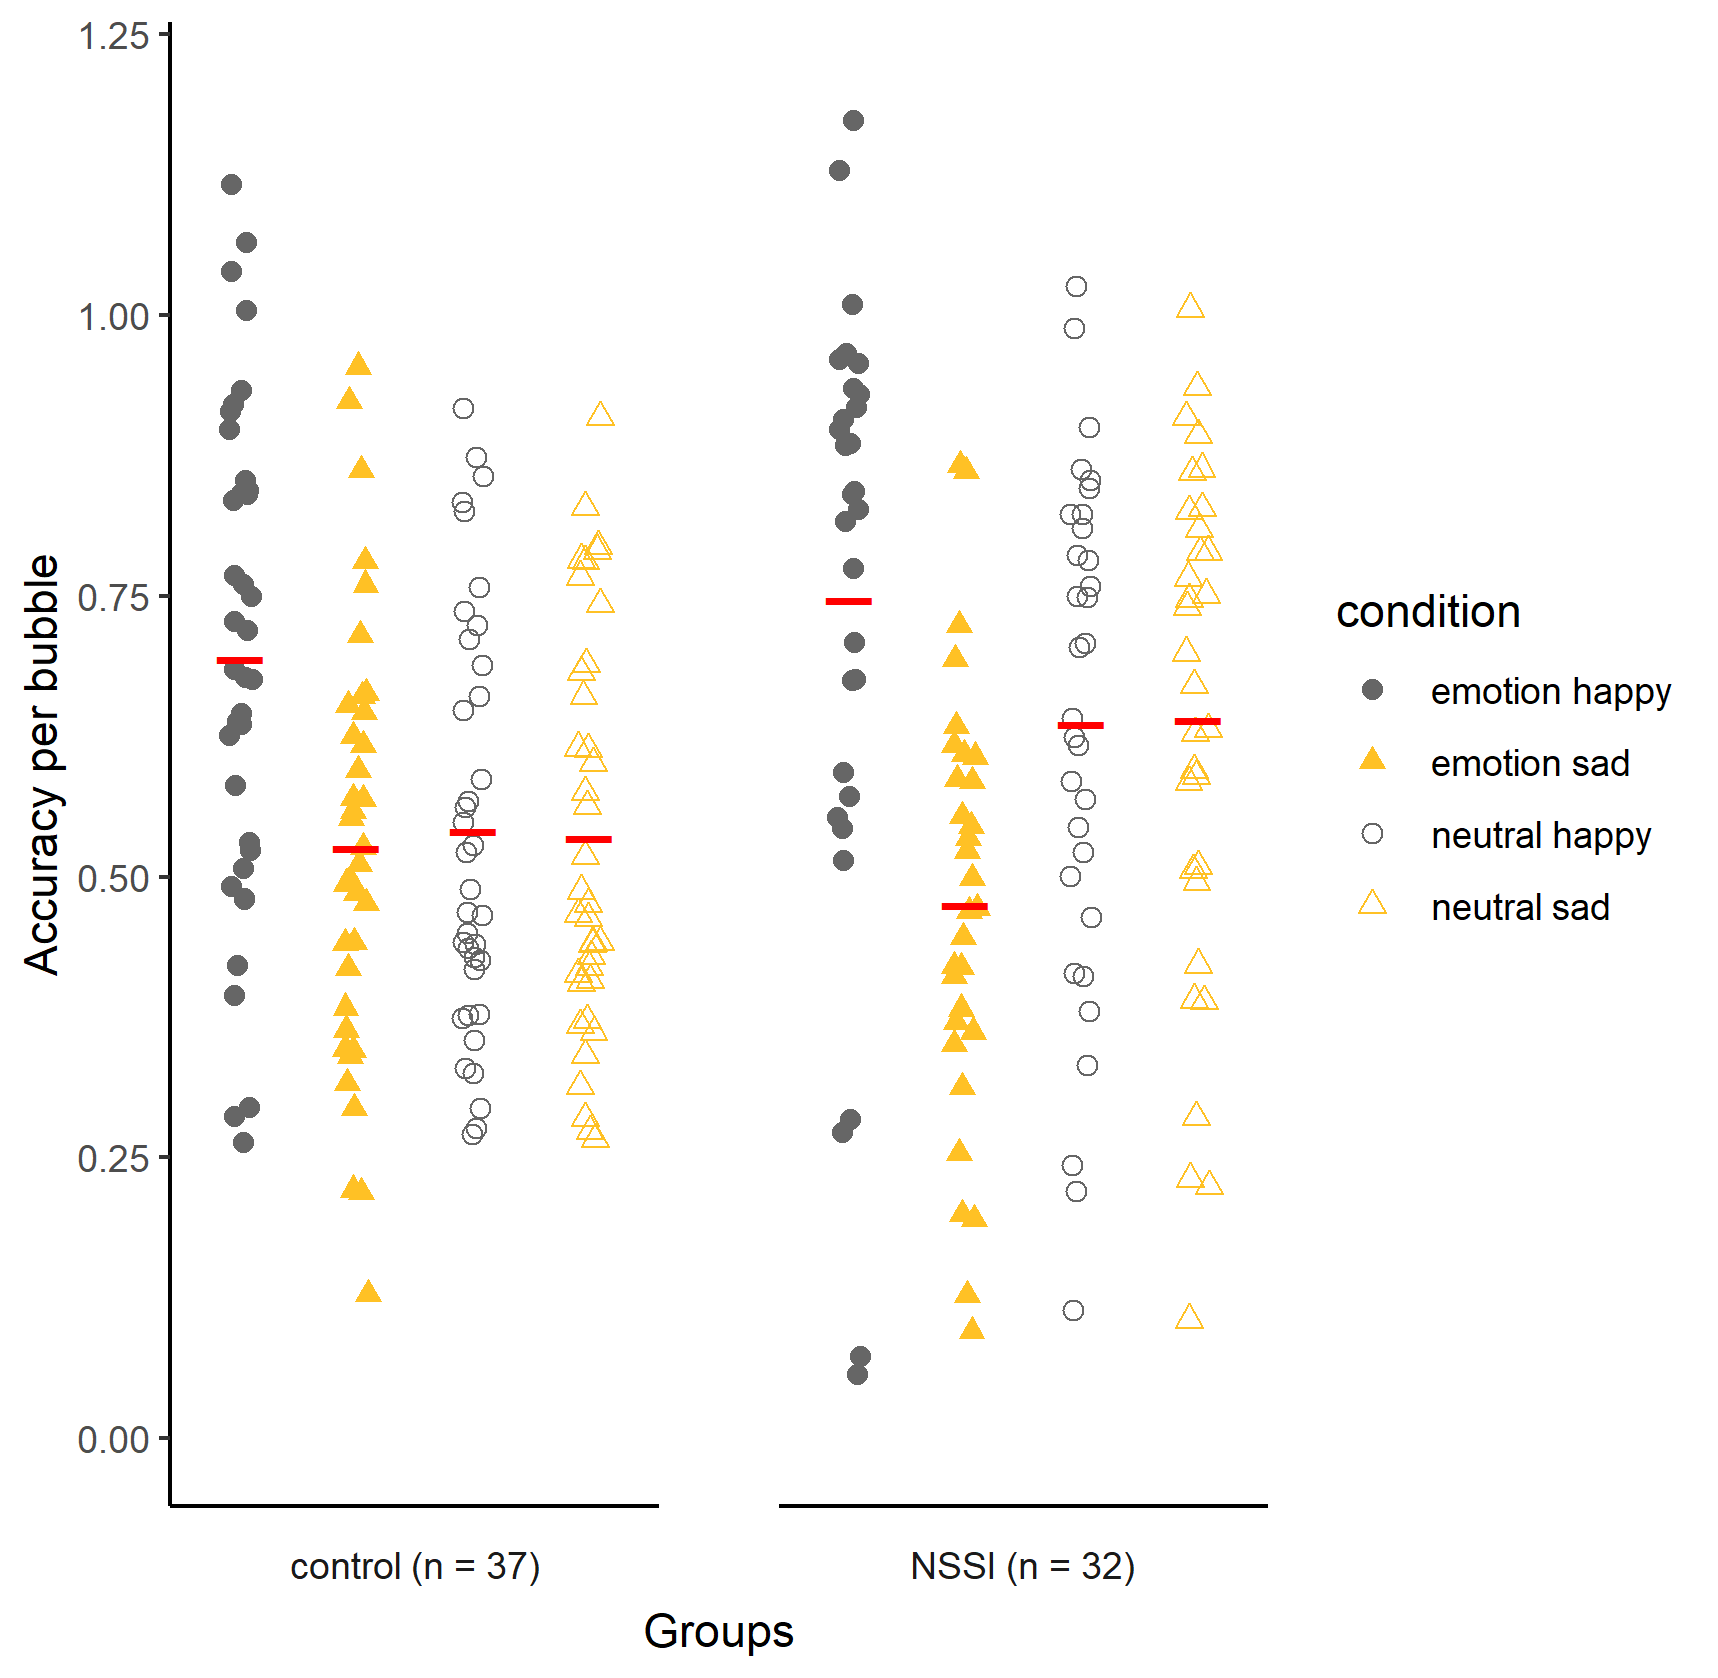 1.25
1.00
0.75
0.50
0.25
0.00
Accuracy per bubble
control (n = 37)
NSSI (n = 32)
Groups
condition
emotion happy
emotion sad
neutral happy
neutral sad